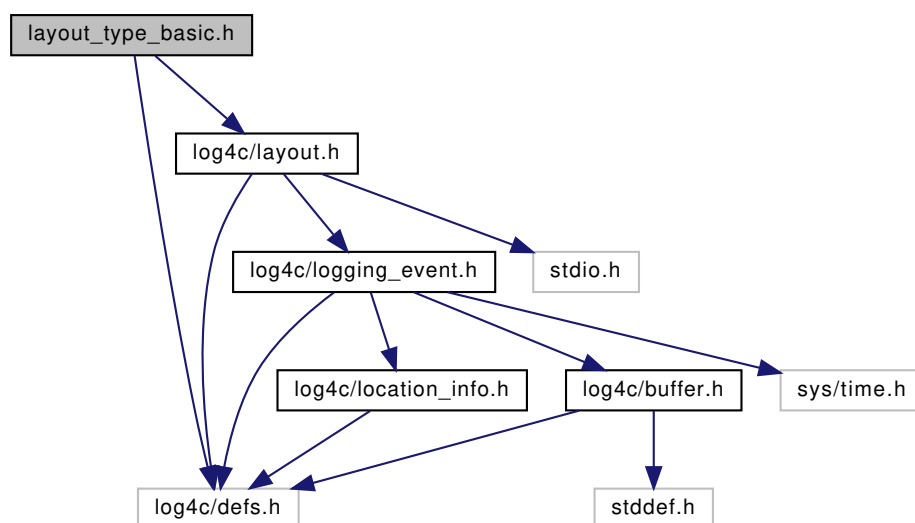 layout_type_basic.h
log4c/layout.h
log4c/logging_event.h
stdio.h
log4c/location_info.h
log4c/buffer.h
sys/time.h
log4c/defs.h
stddef.h